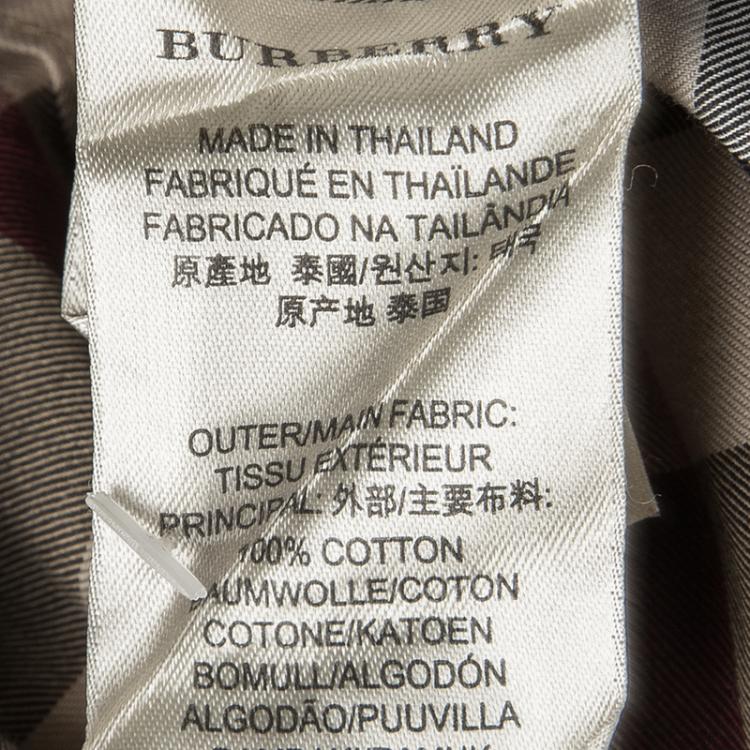 BURBERRY
MADE IN THAILAND
FABRIQUÉ EN THAÏLANDE
FABRICADO NA TAILÂNDIA
原產地 泰國/원산지: 태국
原产地 泰国
OUTER/MAIN FABRIC:
TISSU EXTÉRIEUR
PRINCIPAL: 外部/主要布料:
100% COTTON
BAUMWOLLE/COTON
COTONE/KATOEN
BOMULL/ALGODÓN
ALGODÃO/PUUVILLA